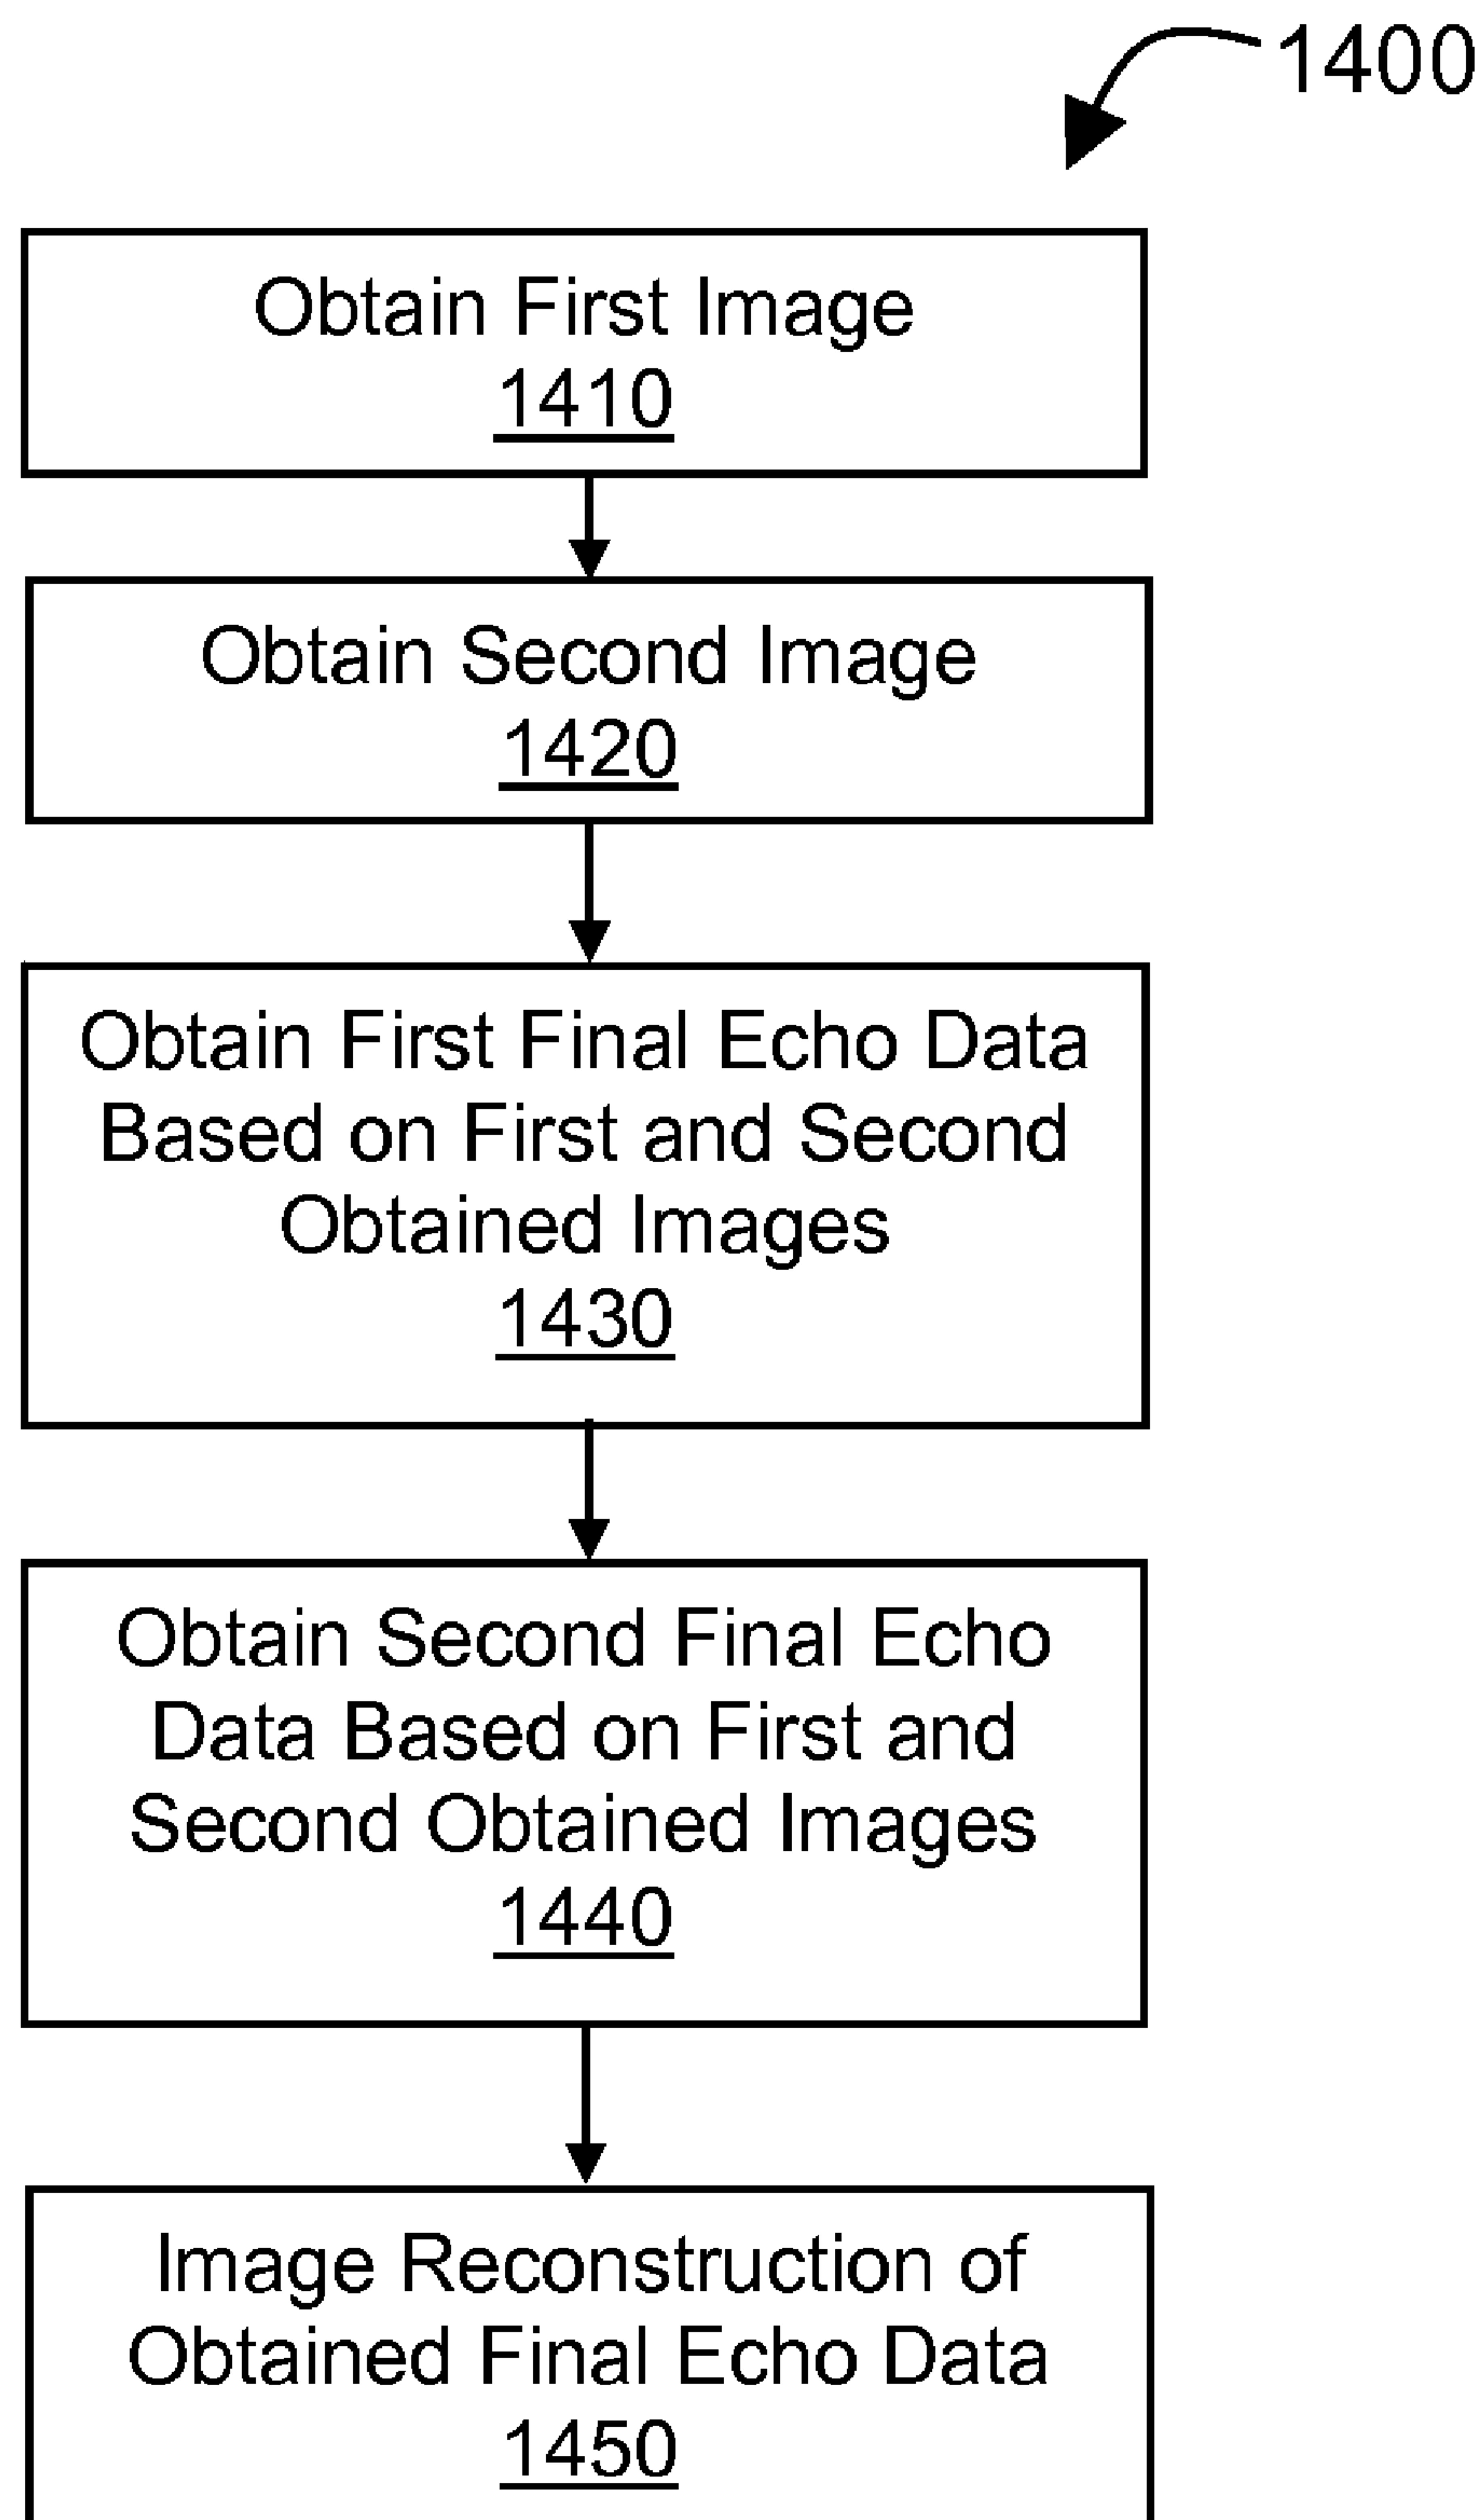 1400
Obtain First Image
1410
Obtain Second Image
1420
Obtain First Final Echo Data
Based on First and Second
Obtained Images
1430
Obtain Second Final Echo
Data Based on First and
Second Obtained Images
1440
Image Reconstruction of
Obtained Final Echo Data
1450